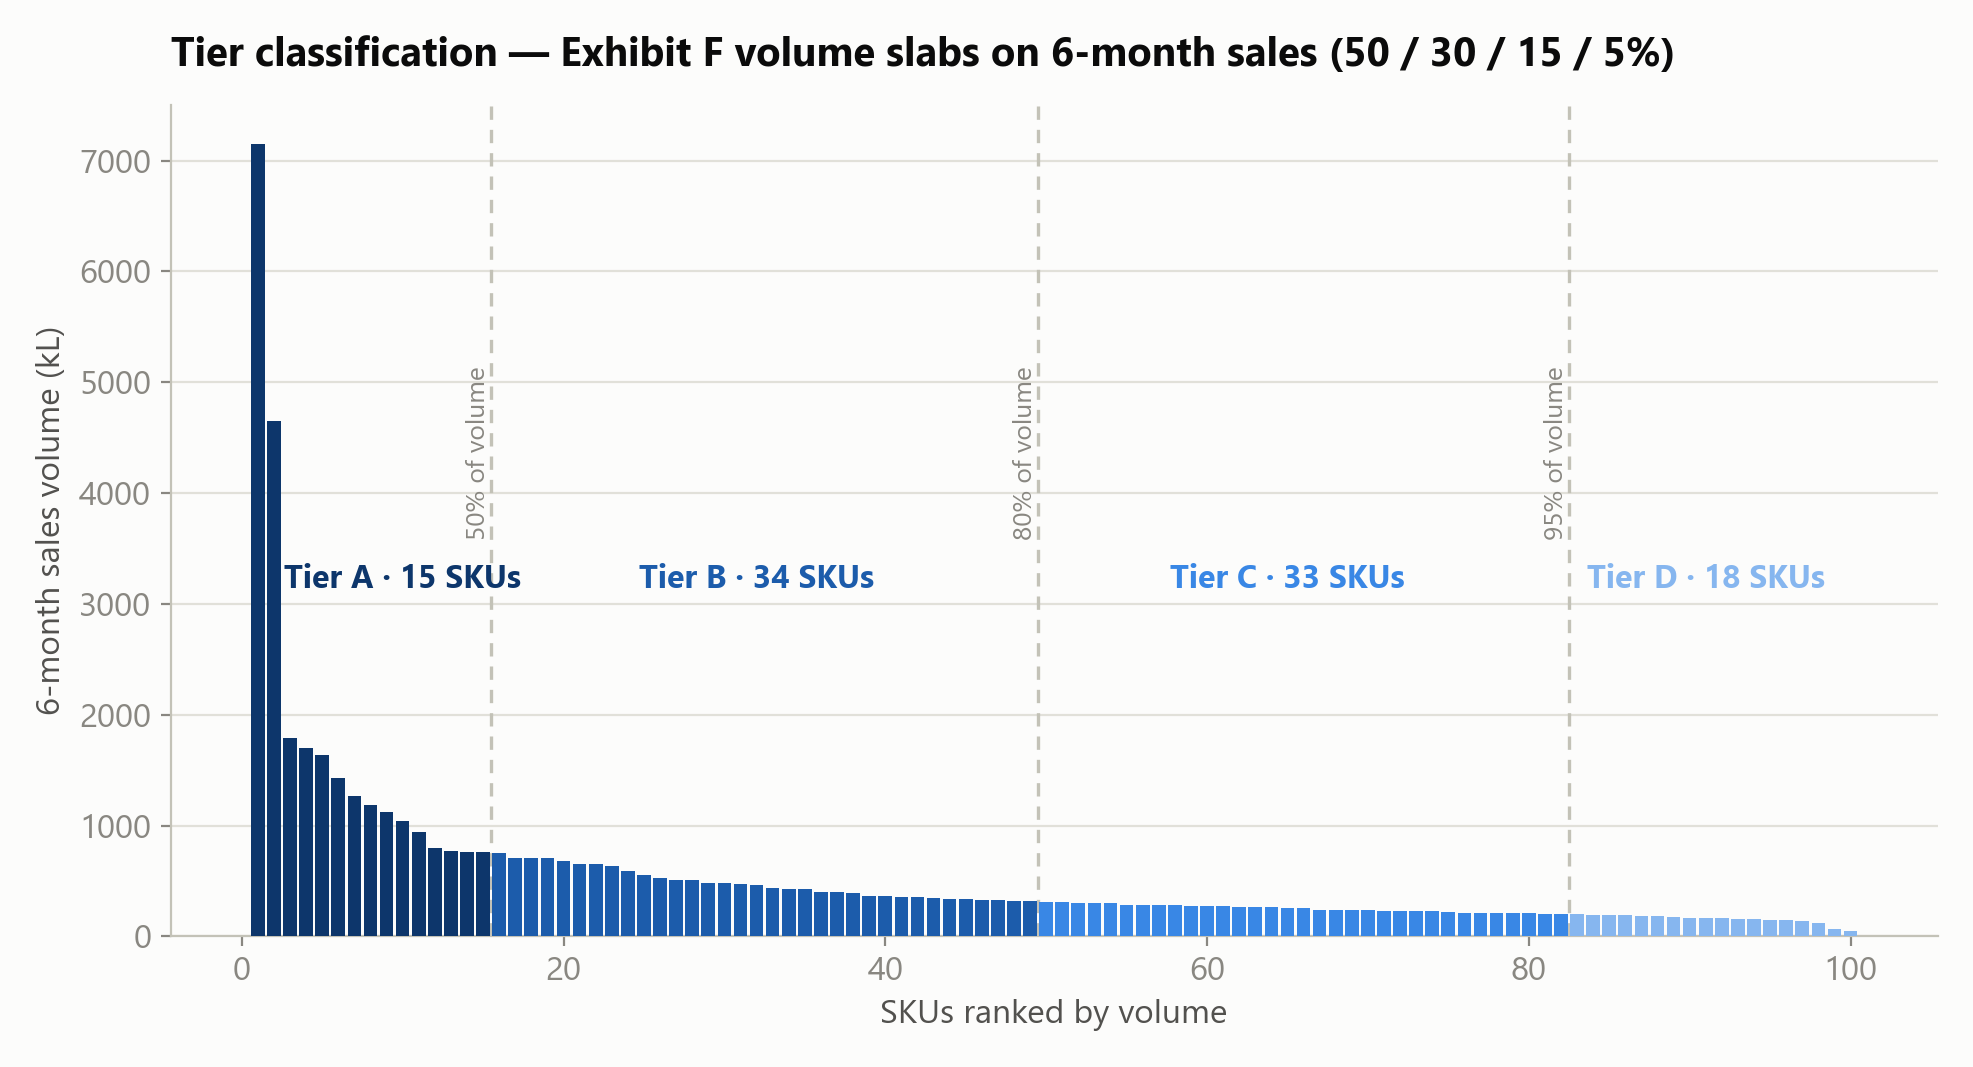 Tier classification — Exhibit F volume slabs on 6-month sales (50 / 30 / 15 / 5%)
6-month sales volume (kL)
7000
6000
5000
4000
3000
2000
1000
0
50% of volume
80% of volume
95% of volume
Tier A · 15 SKUs
Tier B · 34 SKUs
Tier C · 33 SKUs
Tier D · 18 SKUs
0 20 40 60 80 100
SKUs ranked by volume